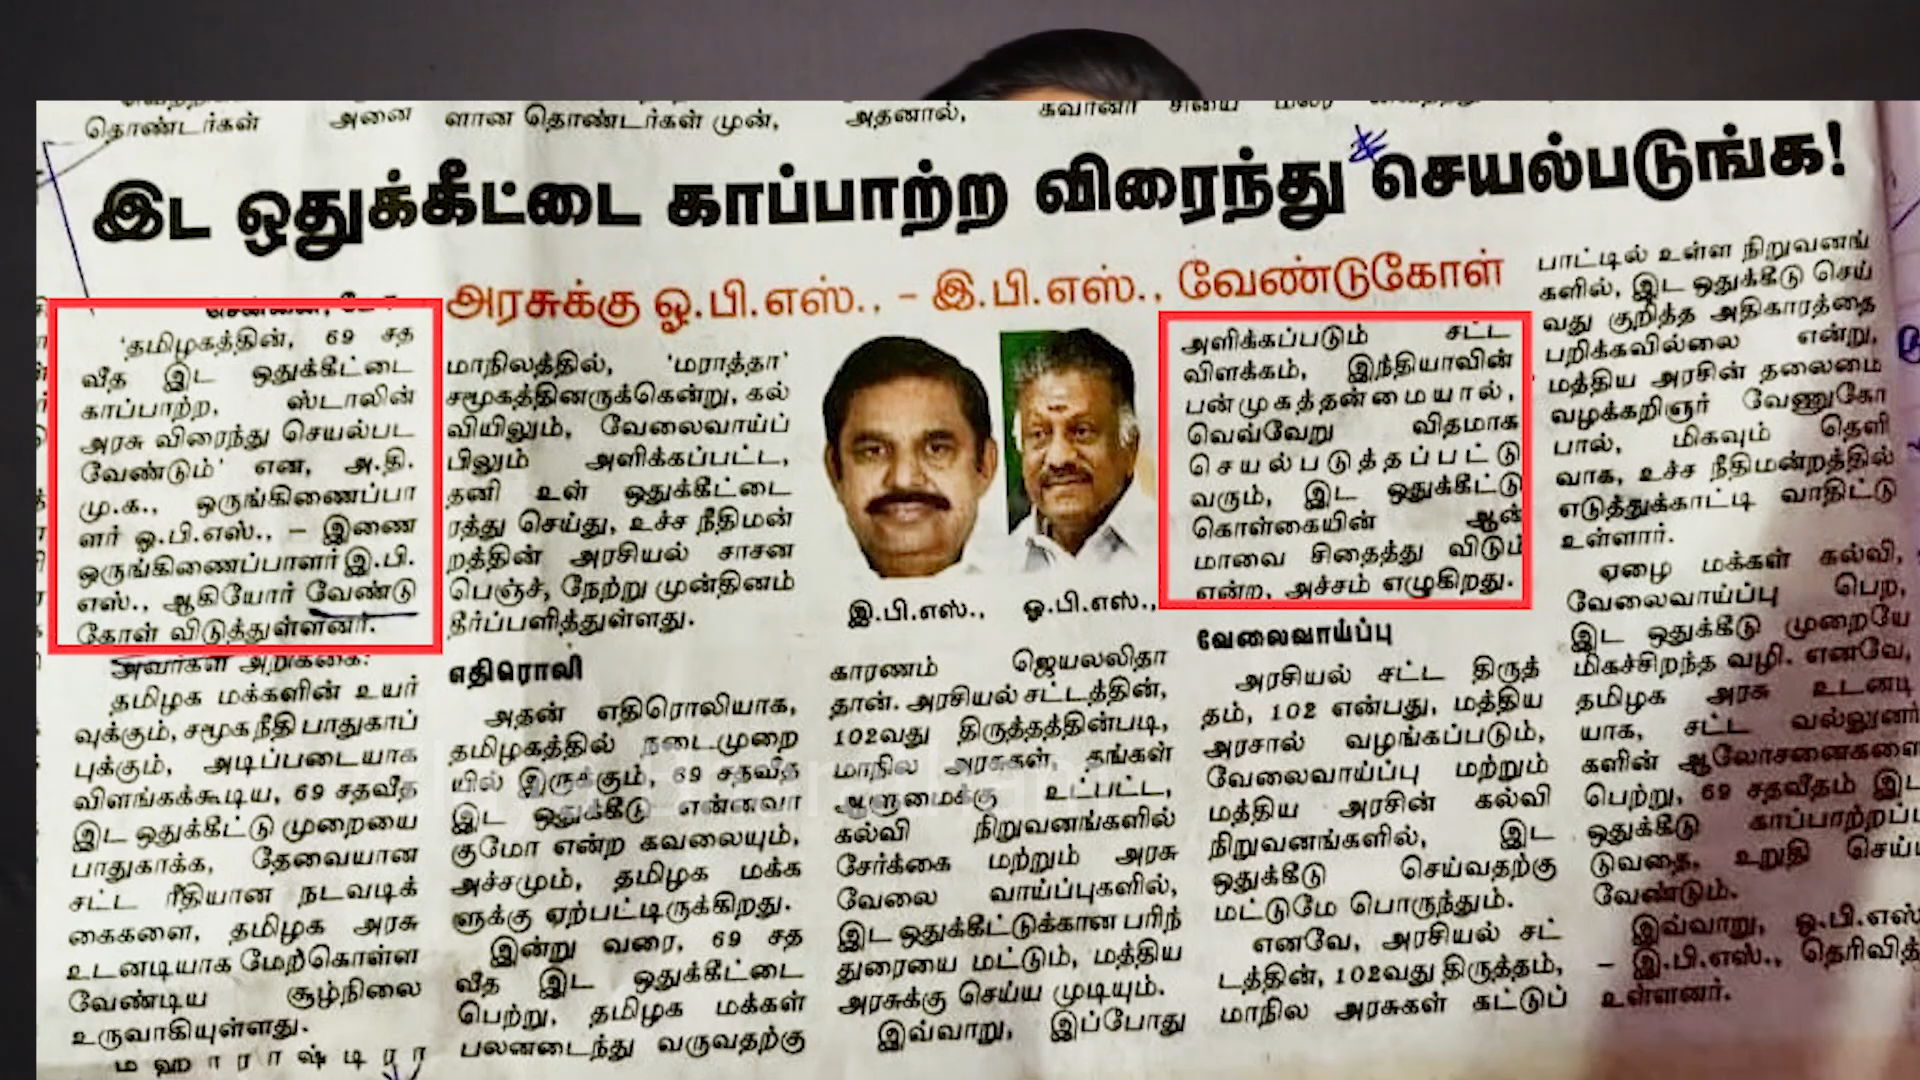 தொண்டர்கள் அனை
ளான தொண்டர்கள் முன்,
அதனால்,
இட ஒதுக்கீட்டை காப்பாற்ற விரைந்து செயல்படுங்க!
அரசுக்கு ஓ.பி.எஸ்., - இ.பி.எஸ்., வேண்டுகோள்
'தமிழகத்தின், 69 சத
வீத இட ஒதுக்கீட்டை
காப்பாற்ற, ஸ்டாலின்
அரசு விரைந்து செயல்பட
வேண்டும்' என, அ.தி.
மு.க., ஒருங்கிணைப்பா
ளர் ஓ.பி.எஸ்., – இணை
ஒருங்கிணைப்பாளர் இ.பி.
எஸ்., ஆகியோர் வேண்டு
கோள் விடுத்துள்ளனர்.
அவர்கள் அறிக்கை:
தமிழக மக்களின் உயர்
வுக்கும், சமூக நீதி பாதுகாப்
புக்கும், அடிப்படையாக
விளங்கக்கூடிய, 69 சதவீத
இட ஒதுக்கீட்டு முறையை
பாதுகாக்க, தேவையான
சட்ட ரீதியான நடவடிக்
கைகளை, தமிழக அரசு
உடனடியாக மேற்கொள்ள
வேண்டிய சூழ்நிலை
உருவாகியுள்ளது.
மஹாராஷ்டிரா
மாநிலத்தில், 'மராத்தா'
சமூகத்தினருக்கென்று, கல்
வியிலும், வேலைவாய்ப்
பிலும் அளிக்கப்பட்ட,
தனி உள் ஒதுக்கீட்டை
ரத்து செய்து, உச்ச நீதிமன்
றத்தின் அரசியல் சாசன
பெஞ்ச், நேற்று முன்தினம்
தீர்ப்பளித்துள்ளது.
எதிரொலி
அதன் எதிரொலியாக,
தமிழகத்தில் நடைமுறை
யில் இருக்கும், 69 சதவீத
இட ஒதுக்கீடு என்னவா
குமோ என்ற கவலையும்,
அச்சமும், தமிழக மக்க
ளுக்கு ஏற்பட்டிருக்கிறது.
இன்று வரை, 69 சத
வீத இட ஒதுக்கீட்டை
பெற்று, தமிழக மக்கள்
பலனடைந்து வருவதற்கு
இ.பி.எஸ்., ஓ.பி.எஸ்.,
காரணம் ஜெயலலிதா
தான். அரசியல் சட்டத்தின்,
102வது திருத்தத்தின்படி,
மாநில அரசுகள், தங்கள்
ஆளுமைக்கு உட்பட்ட,
கல்வி நிறுவனங்களில்
சேர்க்கை மற்றும் அரசு
வேலை வாய்ப்புகளில்,
இட ஒதுக்கீட்டுக்கான பரிந்
துரையை மட்டும், மத்திய
அரசுக்கு செய்ய முடியும்.
இவ்வாறு, இப்போது
அளிக்கப்படும் சட்ட
விளக்கம், இந்தியாவின்
பன்முகத்தன்மையால்,
வெவ்வேறு விதமாக
செயல்படுத்தப்பட்டு
வரும், இட ஒதுக்கீட்டு
கொள்கையின் ஆன்
மாவை சிதைத்து விடும்
என்ற, அச்சம் எழுகிறது.
வேலைவாய்ப்பு
அரசியல் சட்ட திருத்
தம், 102 என்பது, மத்திய
அரசால் வழங்கப்படும்,
வேலைவாய்ப்பு மற்றும்
மத்திய அரசின் கல்வி
நிறுவனங்களில், இட
ஒதுக்கீடு செய்வதற்கு
மட்டுமே பொருந்தும்.
எனவே, அரசியல் சட்
டத்தின், 102வது திருத்தம்,
மாநில அரசுகள் கட்டுப்
பாட்டில் உள்ள நிறுவனங்
களில், இட ஒதுக்கீடு செய்
வது குறித்த அதிகாரத்தை
பறிக்கவில்லை என்று,
மத்திய அரசின் தலைமை
வழக்கறிஞர் வேணுகோ
பால், மிகவும் தெளி
வாக, உச்ச நீதிமன்றத்தில்
எடுத்துக்காட்டி வாதிட்டு
உள்ளார்.
ஏழை மக்கள் கல்வி,
வேலைவாய்ப்பு பெற,
இட ஒதுக்கீடு முறையே
மிகச்சிறந்த வழி. எனவே,
தமிழக அரசு உடனடி
யாக, சட்ட வல்லுனர்
களின் ஆலோசனைகளை
பெற்று, 69 சதவீதம் இட
ஒதுக்கீடு காப்பாற்றப்ப
டுவதை, உறுதி செய்ய
வேண்டும்.
இவ்வாறு, ஓ.பி.எஸ்
– இ.பி.எஸ்., தெரிவித்
உள்ளனர்.